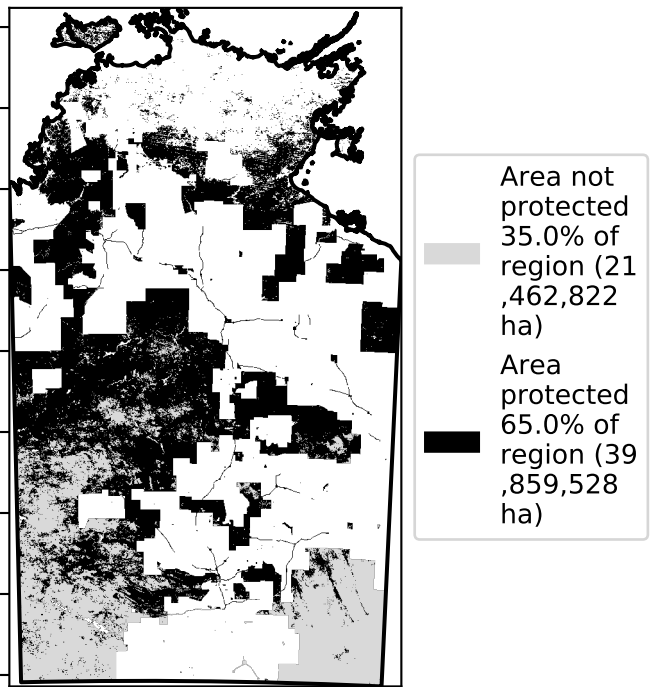 Area not
protected
35.0% of
region (21
,462,822
ha)
Area
protected
65.0% of
region (39
,859,528
ha)